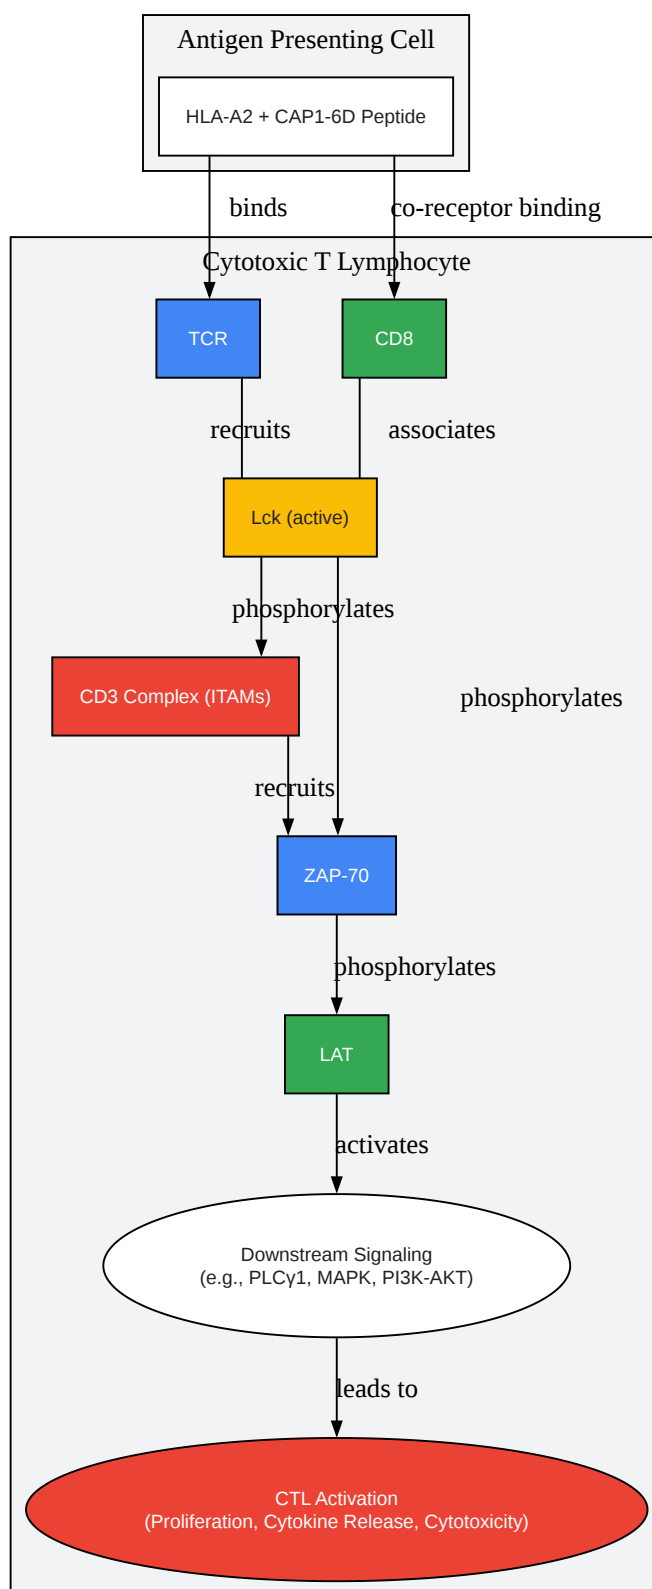 Antigen Presenting Cell
HLA-A2 + CAP1-6D Peptide
binds
co-receptor binding
Cytotoxic T Lymphocyte
TCR
CD8
recruits
associates
Lck (active)
phosphorylates
CD3 Complex (ITAMs)
phosphorylates
recruits
ZAP-70
phosphorylates
LAT
activates
Downstream Signaling
(e.g., PLCγ1, MAPK, PI3K-AKT)
leads to
CTL Activation
(Proliferation, Cytokine Release, Cytotoxicity)